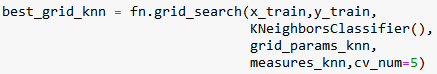 best_grid_knn = fn.grid_search(x_train,y_train,
KNeighborsClassifier(),
grid_params_knn,
measures_knn,cv_num=5)